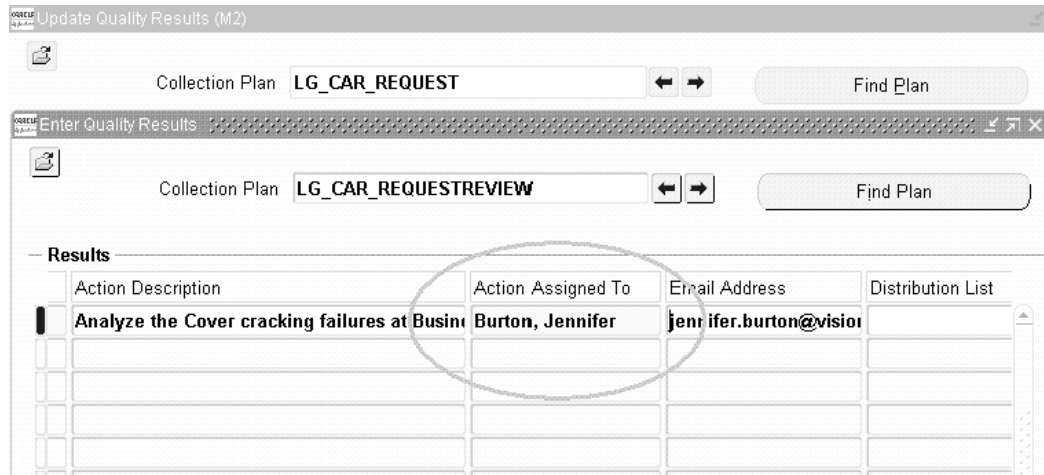 Update Quality Results (M2)
Collection Plan LG_CAR_REQUEST Find Plan
Enter Quality Results
Collection Plan LG_CAR_REQUESTREVIEW Find Plan
Results
Action Description Action Assigned To Email Address Distribution List
Analyze the Cover cracking failures at Busin Burton, Jennifer jennifer.burton@vision